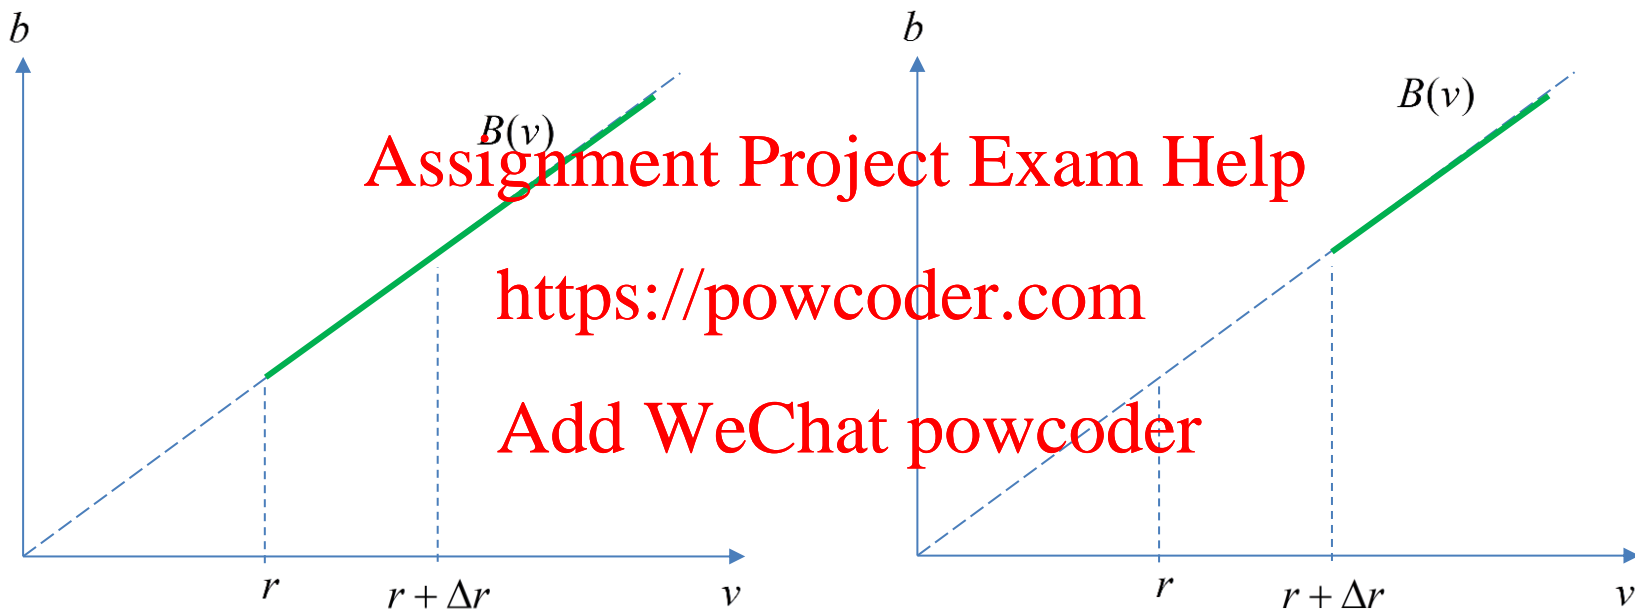 b
b
B(v)
B(v)
Assignment Project Exam Help
https://powcoder.com
Add WeChat powcoder
r
r + Δr
v
r
r + Δr
v